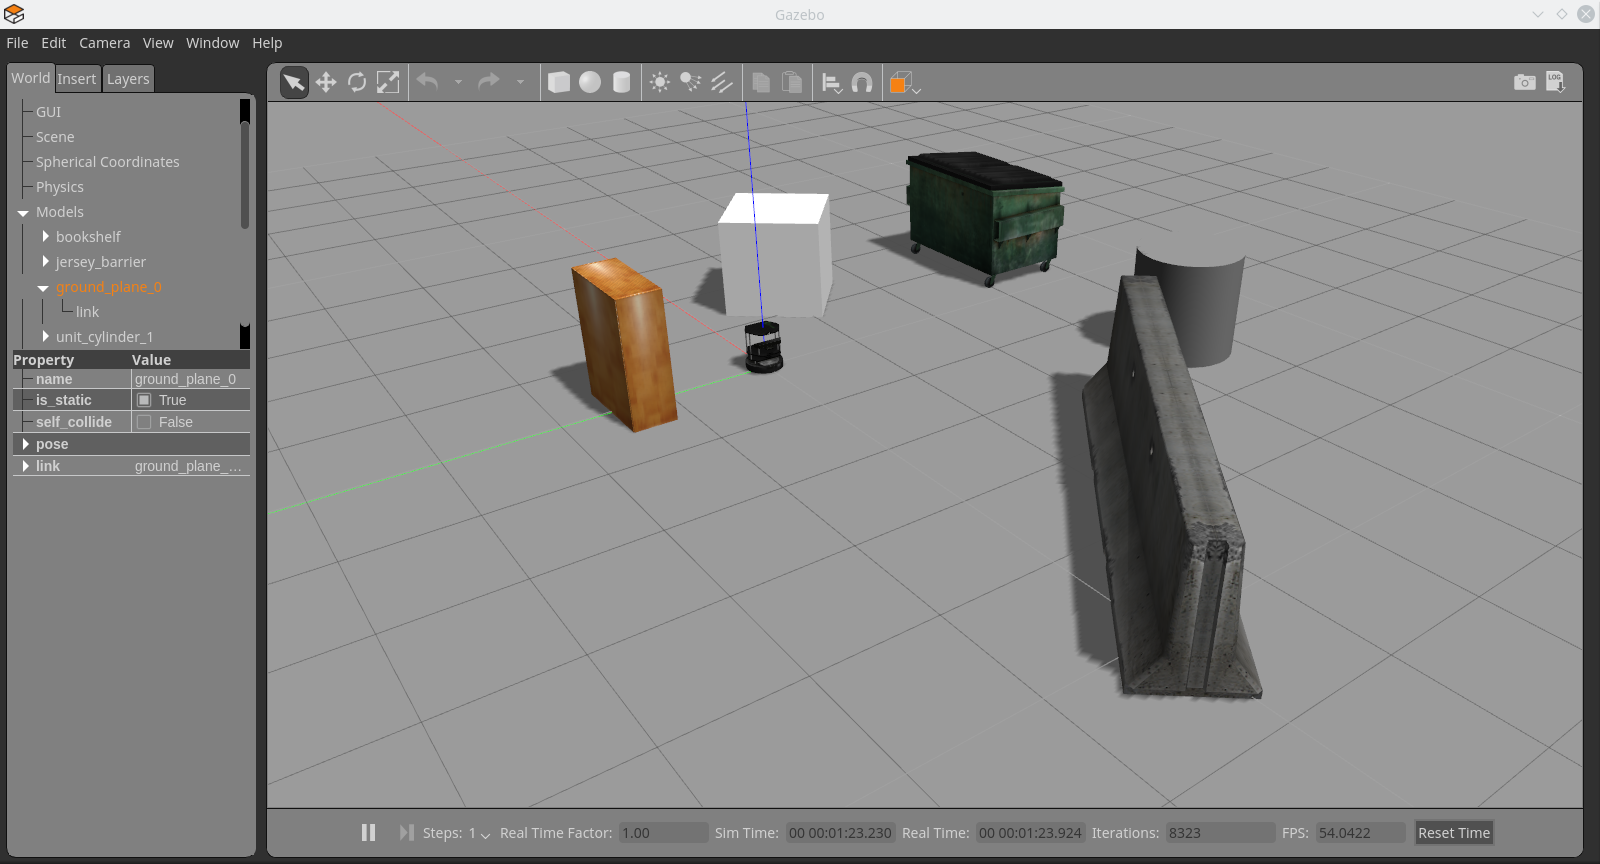 Gazebo
File Edit Camera View Window Help
World Insert Layers
LOG
GUI
Scene
Spherical Coordinates
Physics
Models
bookshelf
jersey_barrier
ground_plane_0
link
unit_cylinder_1
Property Value
name ground_plane_0
is_static True
self_collide False
pose
link ground_plane_...
Steps: 1 Real Time Factor: 1.00 Sim Time: 00 00:01:23.230 Real Time: 00 00:01:23.924 Iterations: 8323 FPS: 54.0422 Reset Time